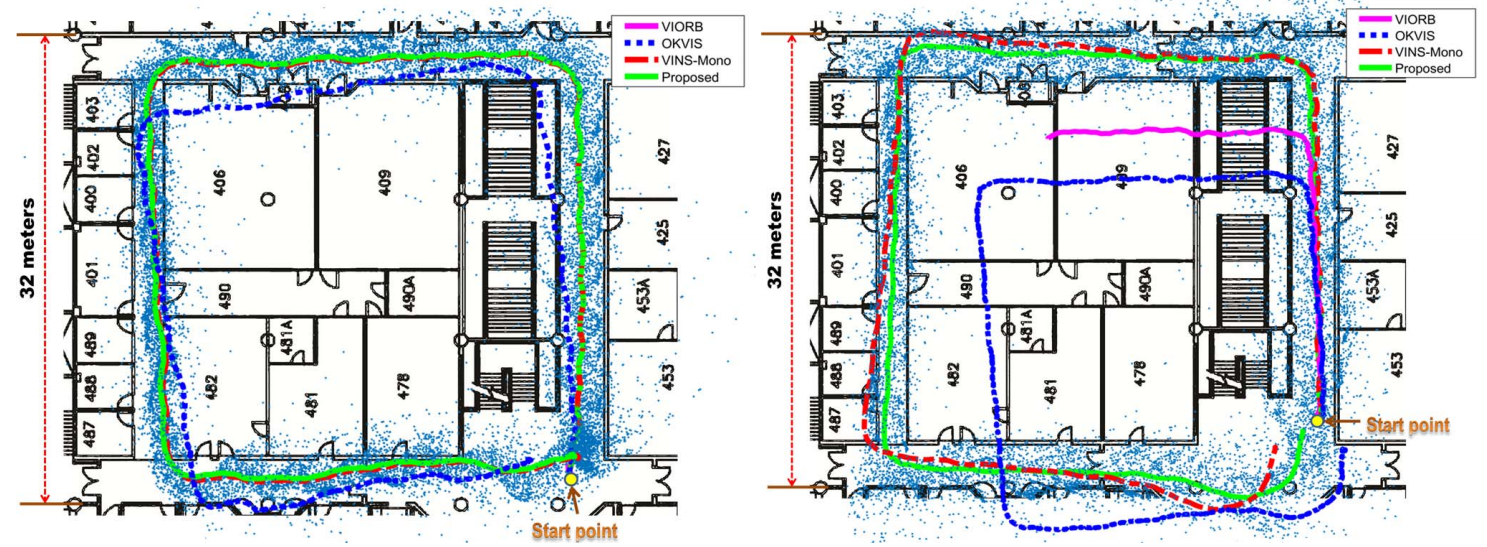 VIORB
OKVIS
VINS-Mono
Proposed
32 meters
403
402
400
401
489
488
487
406
409
490
490A
482
481A
481
478
427
425
453A
453
Start point
VIORB
OKVIS
VINS-Mono
Proposed
32 meters
403
402
400
401
489
488
487
406
409
490
490A
482
481A
481
478
427
425
453A
453
Start point